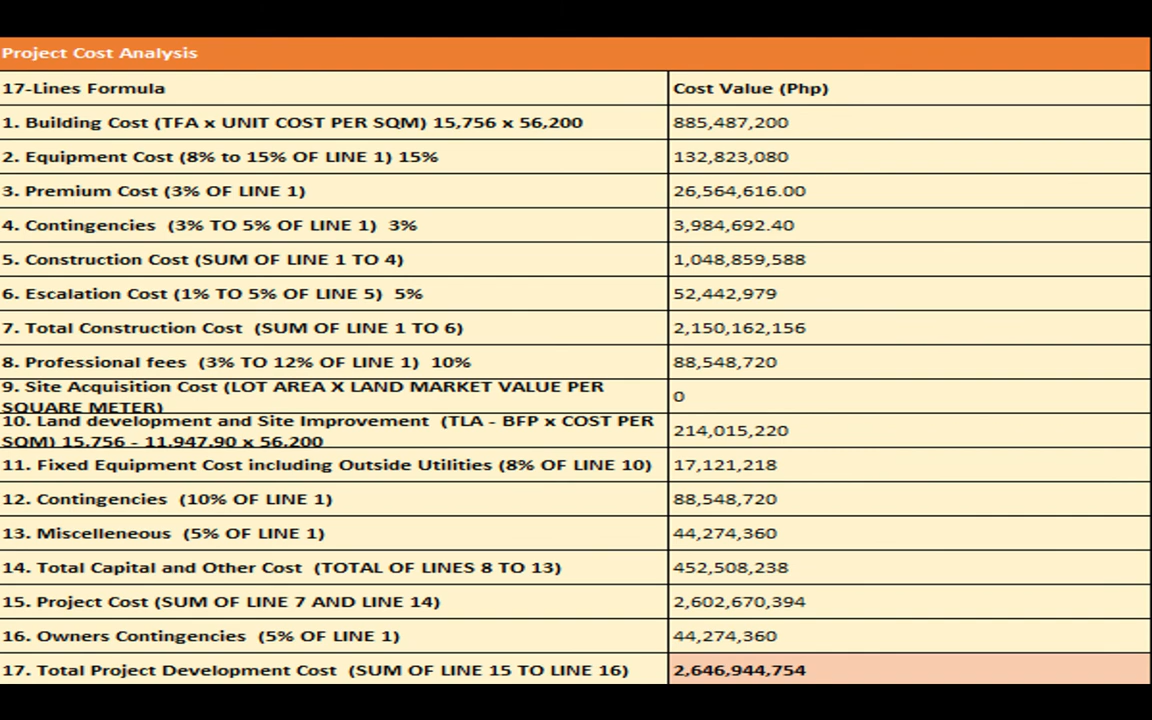 Project Cost Analysis
17-Lines Formula Cost Value (Php)
1. Building Cost (TFA x UNIT COST PER SQM) 15,756 x 56,200 885,487,200
2. Equipment Cost (8% to 15% OF LINE 1) 15% 132,823,080
3. Premium Cost (3% OF LINE 1) 26,564,616.00
4. Contingencies (3% TO 5% OF LINE 1) 3% 3,984,692.40
5. Construction Cost (SUM OF LINE 1 TO 4) 1,048,859,588
6. Escalation Cost (1% TO 5% OF LINE 5) 5% 52,442,979
7. Total Construction Cost (SUM OF LINE 1 TO 6) 2,150,162,156
8. Professional fees (3% TO 12% OF LINE 1) 10% 88,548,720
9. Site Acquisition Cost (LOT AREA X LAND MARKET VALUE PER
SQUARE METER) 0
10. Land development and Site Improvement (TLA - BFP x COST PER
SQM) 15,756 - 11,947.90 x 56,200 214,015,220
11. Fixed Equipment Cost including Outside Utilities (8% OF LINE 10) 17,121,218
12. Contingencies (10% OF LINE 1) 88,548,720
13. Miscelleneous (5% OF LINE 1) 44,274,360
14. Total Capital and Other Cost (TOTAL OF LINES 8 TO 13) 452,508,238
15. Project Cost (SUM OF LINE 7 AND LINE 14) 2,602,670,394
16. Owners Contingencies (5% OF LINE 1) 44,274,360
17. Total Project Development Cost (SUM OF LINE 15 TO LINE 16) 2,646,944,754